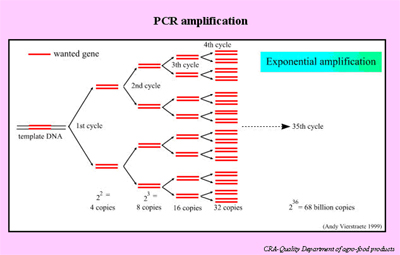 PCR amplification
4th cycle
wanted gene
3th cycle
Exponential amplification
2nd cycle
1st cycle
35th cycle
template DNA
2² =
2³ =
2³⁶ = 68 billion copies
4 copies
8 copies
16 copies
32 copies
(Andy Vierstraete 1999)
CRA-Quality Department of agro-food products